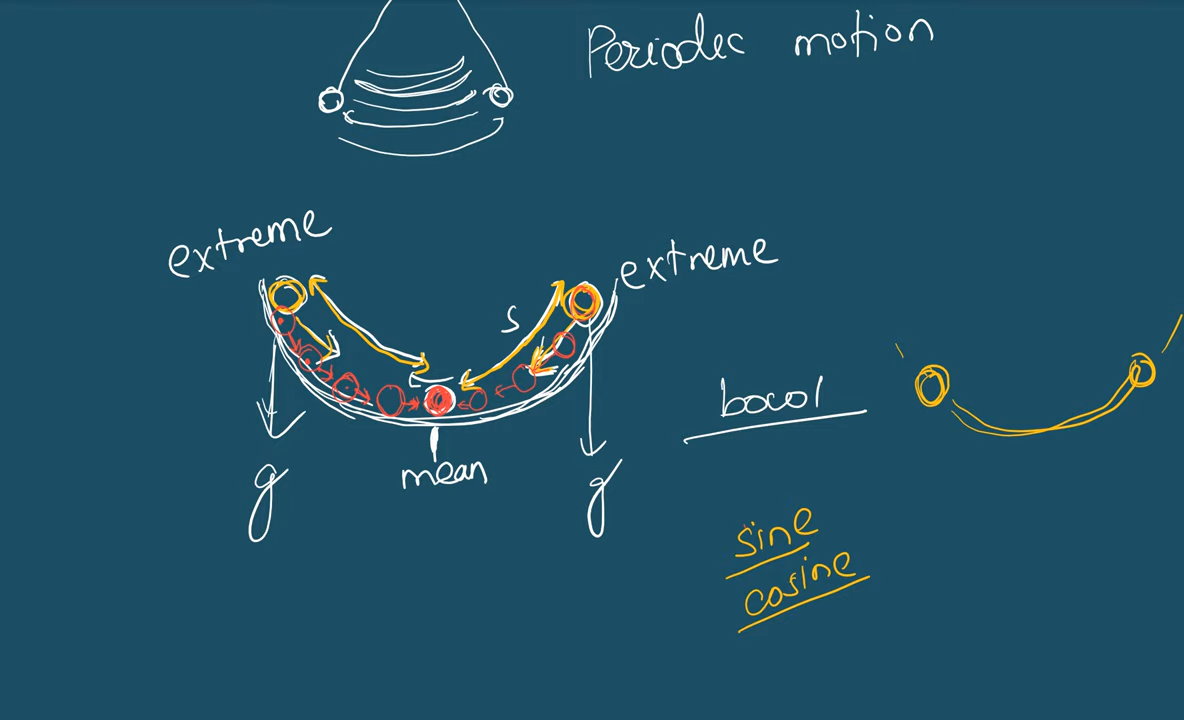 Periodic motion
extreme
extreme
s
bocol
mean
g
g
sine
cosine